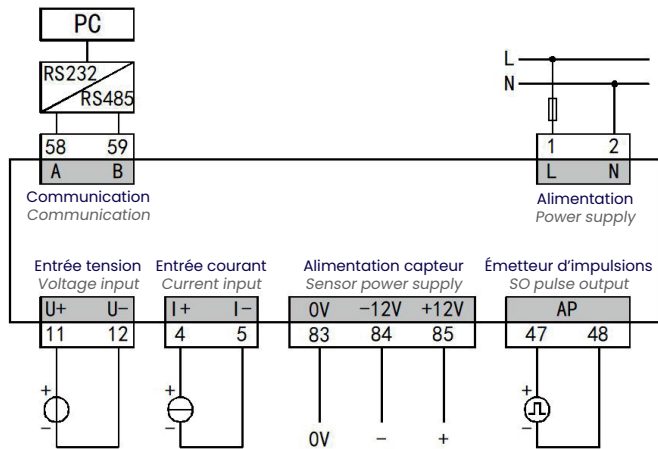 PC
RS232
RS485
58 59
A B
Communication
Communication
L
N
1 2
L N
Alimentation
Power supply
Entrée tension
Voltage input
U+ U-
11 12
+
-
Entrée courant
Current input
I+ I-
4 5
+
-
Alimentation capteur
Sensor power supply
0V -12V +12V
83 84 85
0V - +
Émetteur d’impulsions
SO pulse output
AP
47 48
+
-